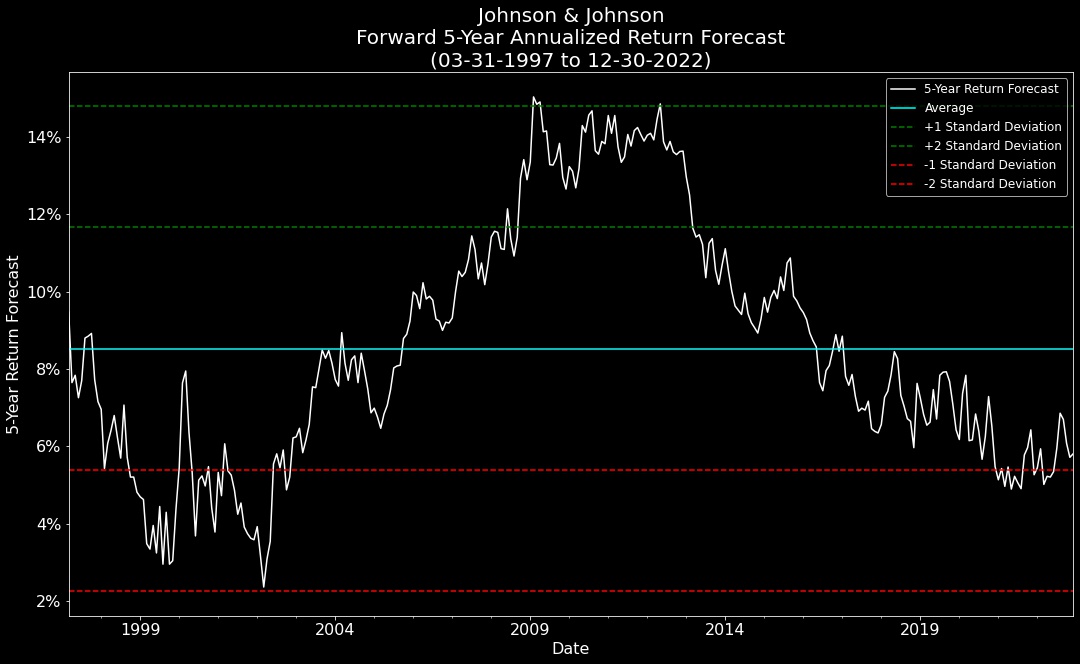 Johnson & Johnson
Forward 5-Year Annualized Return Forecast
(03-31-1997 to 12-30-2022)
5-Year Return Forecast
Average
+1 Standard Deviation
+2 Standard Deviation
-1 Standard Deviation
-2 Standard Deviation
14%
12%
10%
8%
6%
4%
2%
5-Year Return Forecast
1999
2004
2009
2014
2019
Date